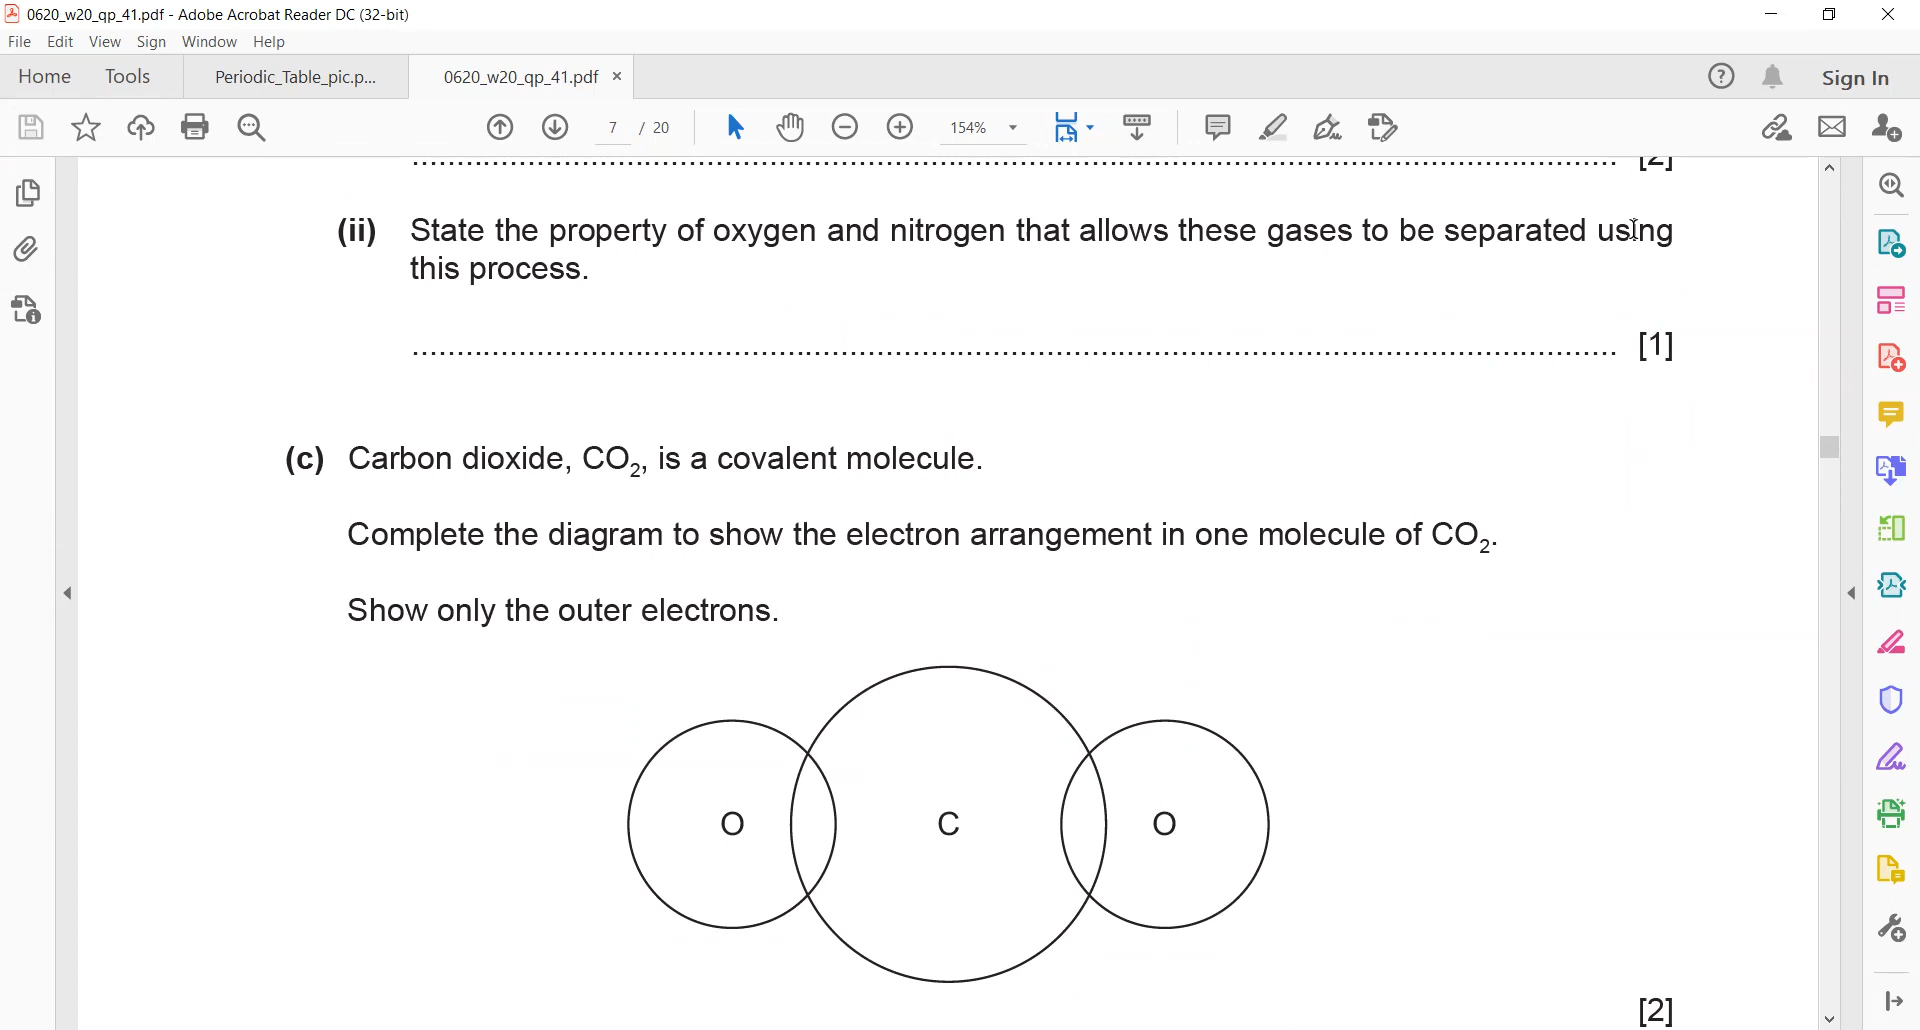 0620_w20_qp_41.pdf - Adobe Acrobat Reader DC (32-bit)
File Edit View Sign Window Help
Home Tools Periodic_Table_pic.p... 0620_w20_qp_41.pdf × Sign In
7 / 20 154%
[2]
(ii) State the property of oxygen and nitrogen that allows these gases to be separated using
this process.
[1]
(c) Carbon dioxide, CO₂, is a covalent molecule.
Complete the diagram to show the electron arrangement in one molecule of CO₂.
Show only the outer electrons.
O C O
[2]